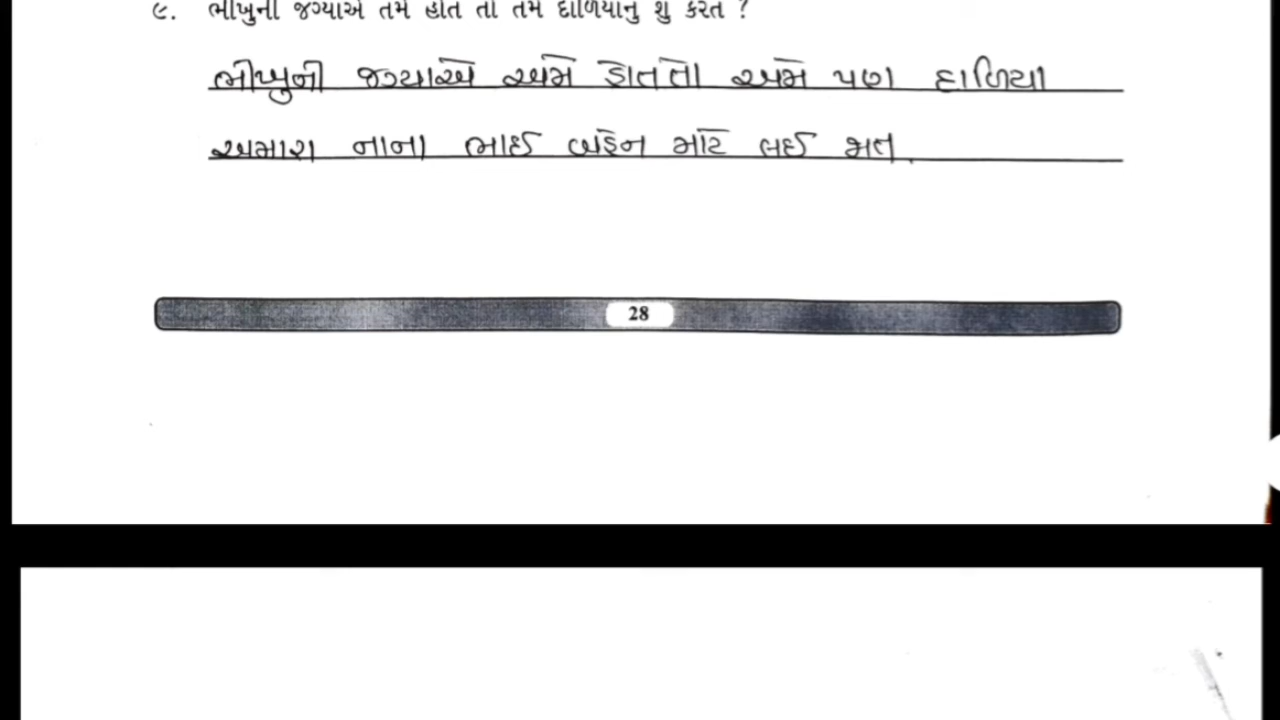 ૯. ભીખુની જગ્યાએ તમે હોત તો તમે દાળિયાનું શું કરત ?
ભીખુની જગ્યાએ અમે હોત તો અમે પણ દાળિયા
અમારા નાના ભાઈ બહેન માટે લઈ જાત.
28